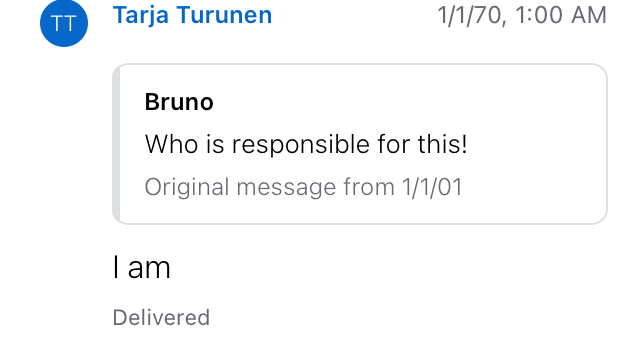 TT
Tarja Turunen 1/1/70, 1:00 AM
Bruno
Who is responsible for this!
Original message from 1/1/01
I am
Delivered